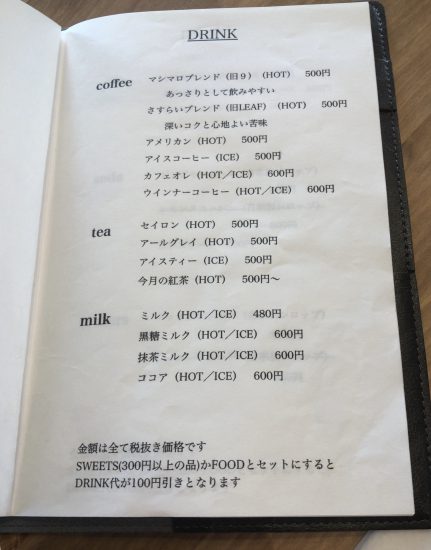 DRINK
coffee マシマロブレンド（旧９）（HOT） 500円
あっさりとして飲みやすい
さすらいブレンド（旧LEAF）（HOT） 500円
深いコクと心地よい苦味
アメリカン（HOT） 500円
アイスコーヒー（ICE） 500円
カフェオレ（HOT／ICE） 600円
ウインナーコーヒー（HOT／ICE） 600円
tea セイロン（HOT） 500円
アールグレイ（HOT） 500円
アイスティー（ICE） 500円
今月の紅茶（HOT） 500円〜
milk ミルク（HOT／ICE） 480円
黒糖ミルク（HOT／ICE） 600円
抹茶ミルク（HOT／ICE） 600円
ココア（HOT／ICE） 600円
金額は全て税抜き価格です
SWEETS(300円以上の品)かFOODとセットにすると
DRINK代が100円引きとなります